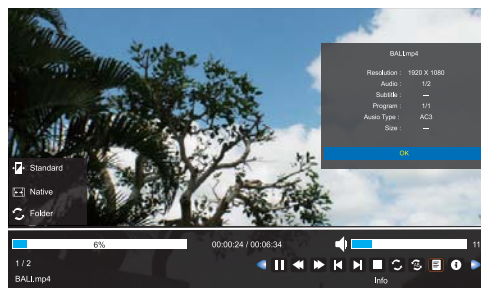 BALI.mp4
Resolution : 1920 X 1080
Audio : 1/2
Subtitle : —
Program : 1/1
Ausio Type : AC3
Size : —
OK
Standard
Native
Folder
6%
00:00:24 / 00:06:34
11
1 / 2
BALI.mp4
Info